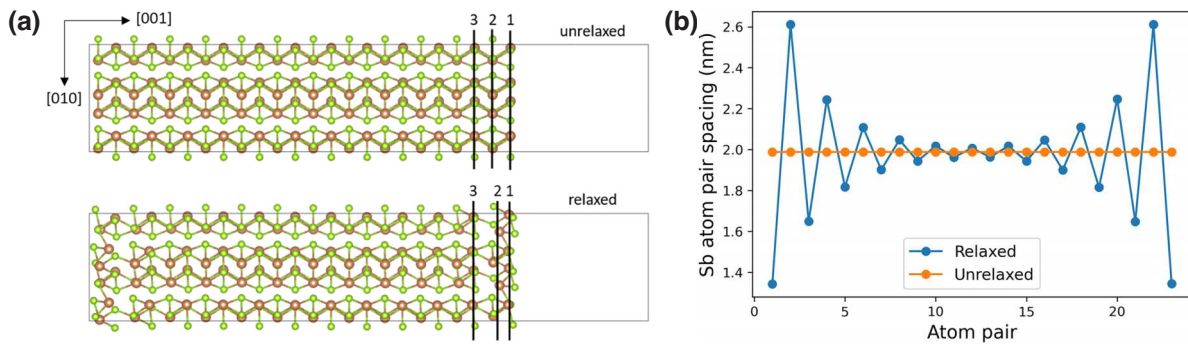 (a)
[001]
[010]
3 2 1
unrelaxed
3 2 1
relaxed
(b)
Sb atom pair spacing (nm)
2.6
2.4
2.2
2.0
1.8
1.6
1.4
Relaxed
Unrelaxed
0 5 10 15 20
Atom pair